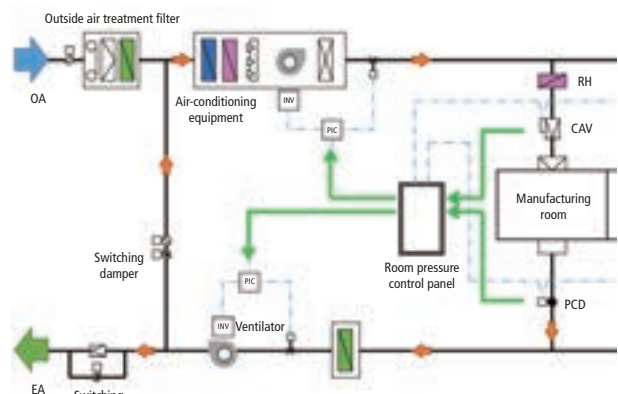 Outside air treatment filter
OA
Air-conditioning
equipment
INV
PIC
RH
CAV
Manufacturing
room
Switching
damper
Room pressure
control panel
PIC
PCD
INV
Ventilator
EA
Switching